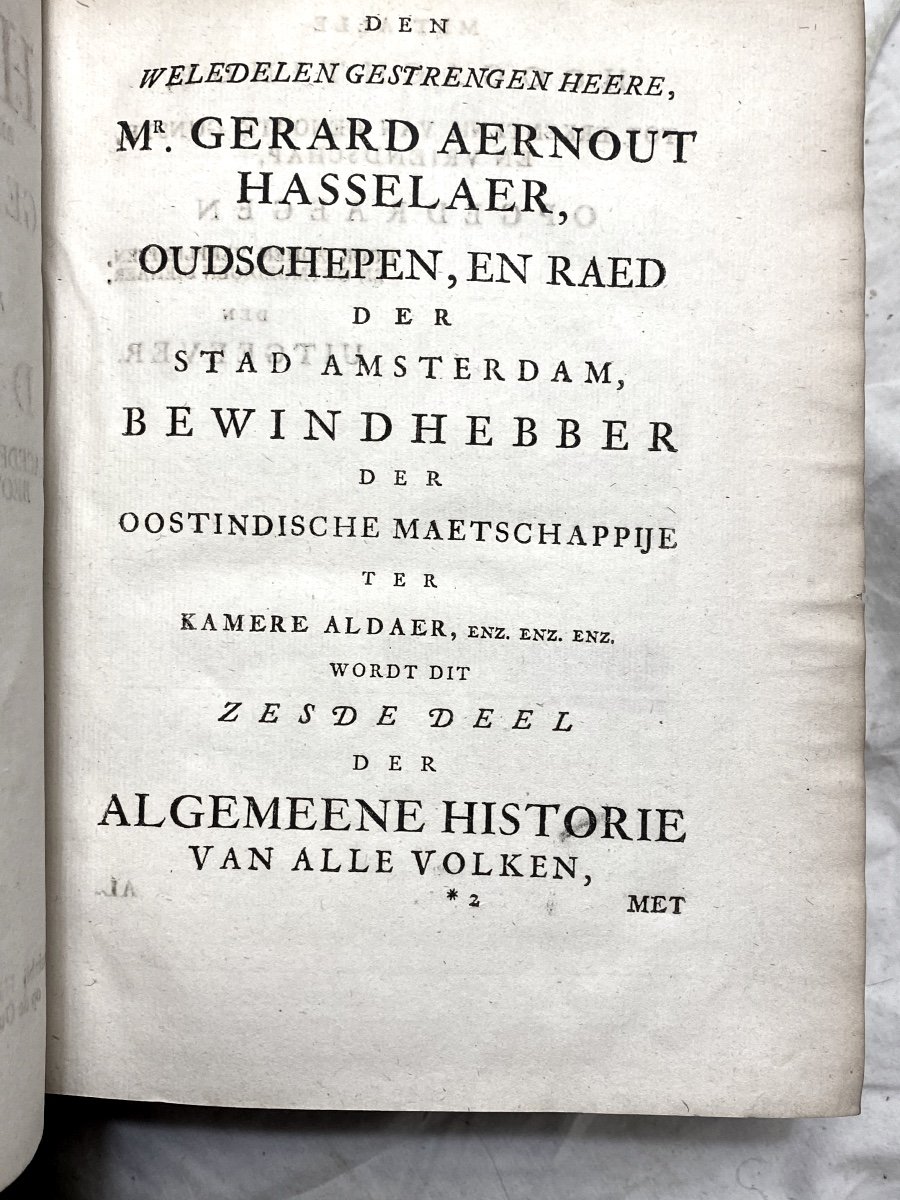 DEN
WELEDELEN GESTRENGEN HEERE,
MR. GERARD AERNOUT
HASSELAER,
OUDSCHEPEN, EN RAED
DER
STAD AMSTERDAM,
BEWINDHEBBER
DER
OOSTINDISCHE MAETSCHAPPIJE
TER
KAMERE ALDAER, ENZ. ENZ. ENZ.
WORDT DIT
ZESDE DEEL
DER
ALGEMEENE HISTORIE
VAN ALLE VOLKEN,
* 2 MET